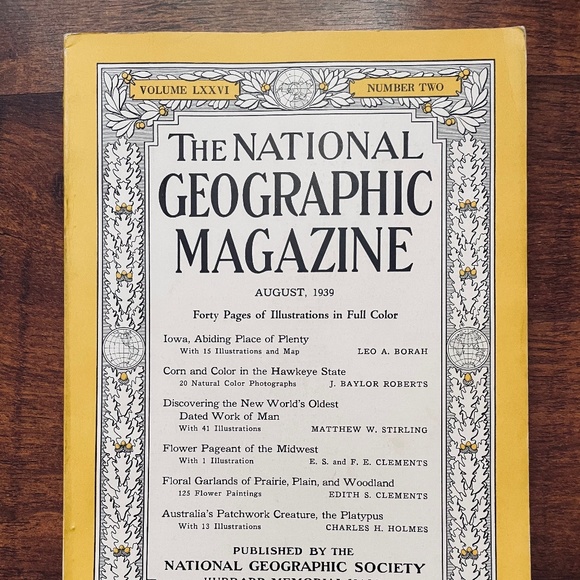 VOLUME LXXVI NUMBER TWO
THE NATIONAL
GEOGRAPHIC
MAGAZINE
AUGUST, 1939
Forty Pages of Illustrations in Full Color
Iowa, Abiding Place of Plenty
With 15 Illustrations and Map LEO A. BORAH
Corn and Color in the Hawkeye State
20 Natural Color Photographs J. BAYLOR ROBERTS
Discovering the New World's Oldest
Dated Work of Man
With 41 Illustrations MATTHEW W. STIRLING
Flower Pageant of the Midwest
With 1 Illustration E. S. and F. E. CLEMENTS
Floral Garlands of Prairie, Plain, and Woodland
125 Flower Paintings EDITH S. CLEMENTS
Australia's Patchwork Creature, the Platypus
With 13 Illustrations CHARLES H. HOLMES
PUBLISHED BY THE
NATIONAL GEOGRAPHIC SOCIETY